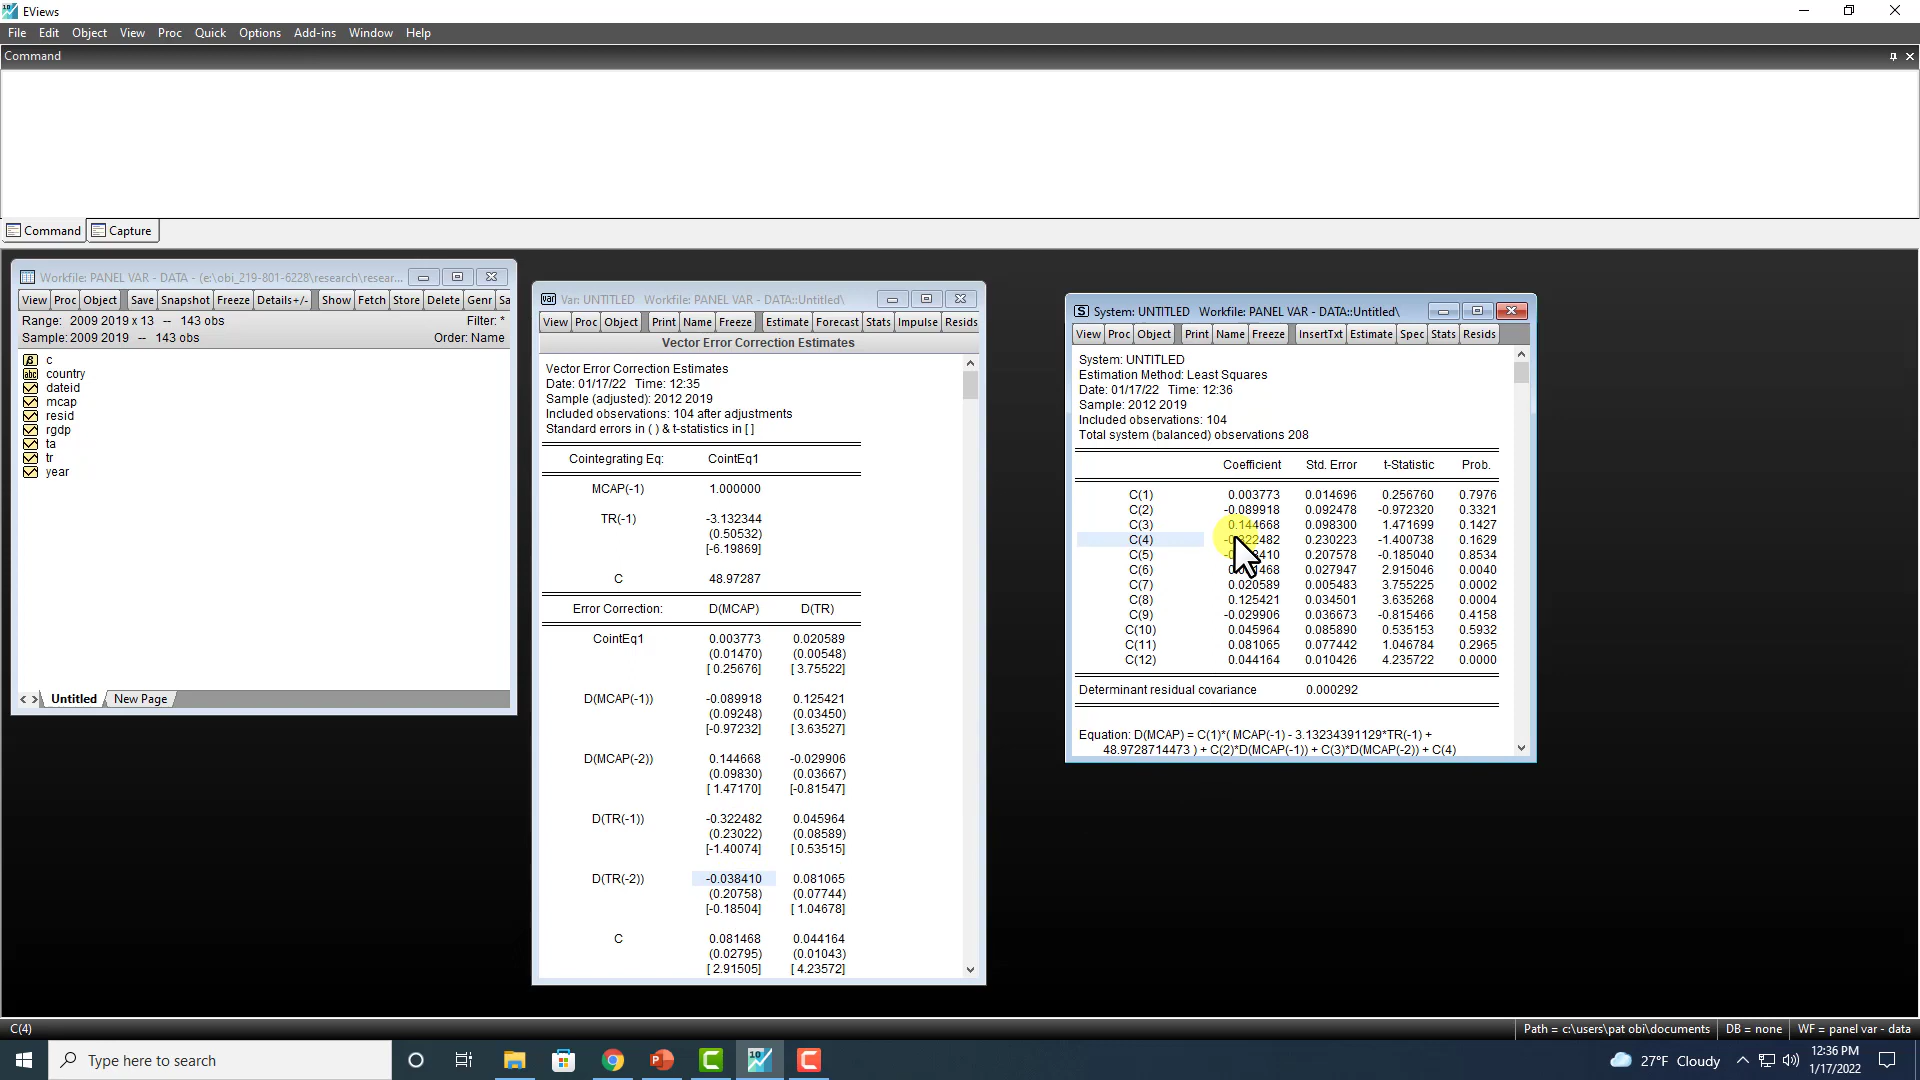 EViews
File Edit Object View Proc Quick Options Add-ins Window Help
Command
Command Capture
Workfile: PANEL VAR - DATA - (e:\obi_219-801-6228\research\resear...
View Proc Object Save Snapshot Freeze Details+/- Show Fetch Store Delete Genr Sa
Range: 2009 2019 x 13 -- 143 obs Filter: *
Sample: 2009 2019 -- 143 obs Order: Name
c
abc country
dateid
mcap
resid
rgdp
ta
tr
year
Untitled New Page
var Var: UNTITLED Workfile: PANEL VAR - DATA::Untitled\
View Proc Object Print Name Freeze Estimate Forecast Stats Impulse Resids
Vector Error Correction Estimates
Vector Error Correction Estimates
Date: 01/17/22 Time: 12:35
Sample (adjusted): 2012 2019
Included observations: 104 after adjustments
Standard errors in ( ) & t-statistics in [ ]
Cointegrating Eq: CointEq1
MCAP(-1) 1.000000
TR(-1) -3.132344
(0.50532)
[-6.19869]
C 48.97287
Error Correction: D(MCAP) D(TR)
CointEq1 0.003773 0.020589
(0.01470) (0.00548)
[ 0.25676] [ 3.75522]
D(MCAP(-1)) -0.089918 0.125421
(0.09248) (0.03450)
[-0.97232] [ 3.63527]
D(MCAP(-2)) 0.144668 -0.029906
(0.09830) (0.03667)
[ 1.47170] [-0.81547]
D(TR(-1)) -0.322482 0.045964
(0.23022) (0.08589)
[-1.40074] [ 0.53515]
D(TR(-2)) -0.038410 0.081065
(0.20758) (0.07744)
[-0.18504] [ 1.04678]
C 0.081468 0.044164
(0.02795) (0.01043)
[ 2.91505] [ 4.23572]
S System: UNTITLED Workfile: PANEL VAR - DATA::Untitled\
View Proc Object Print Name Freeze InsertTxt Estimate Spec Stats Resids
System: UNTITLED
Estimation Method: Least Squares
Date: 01/17/22 Time: 12:36
Sample: 2012 2019
Included observations: 104
Total system (balanced) observations 208
Coefficient Std. Error t-Statistic Prob.
C(1) 0.003773 0.014696 0.256760 0.7976
C(2) -0.089918 0.092478 -0.972320 0.3321
C(3) 0.144668 0.098300 1.471699 0.1427
C(4) 0.230223 -1.400738 0.1629
C(5) 0.207578 -0.185040 0.8534
C(6) 0.027947 2.915046 0.0040
C(7) 0.020589 0.005483 3.755225 0.0002
C(8) 0.125421 0.034501 3.635268 0.0004
C(9) -0.029906 0.036673 -0.815466 0.4158
C(10) 0.045964 0.085890 0.535153 0.5932
C(11) 0.081065 0.077442 1.046784 0.2965
C(12) 0.044164 0.010426 4.235722 0.0000
Determinant residual covariance 0.000292
Equation: D(MCAP) = C(1)*( MCAP(-1) - 3.13234391129*TR(-1) +
48.9728714473 ) + C(2)*D(MCAP(-1)) + C(3)*D(MCAP(-2)) + C(4)
C(4) Path = c:\users\pat obi\documents DB = none WF = panel var - data
Type here to search
27°F Cloudy
12:36 PM
1/17/2022